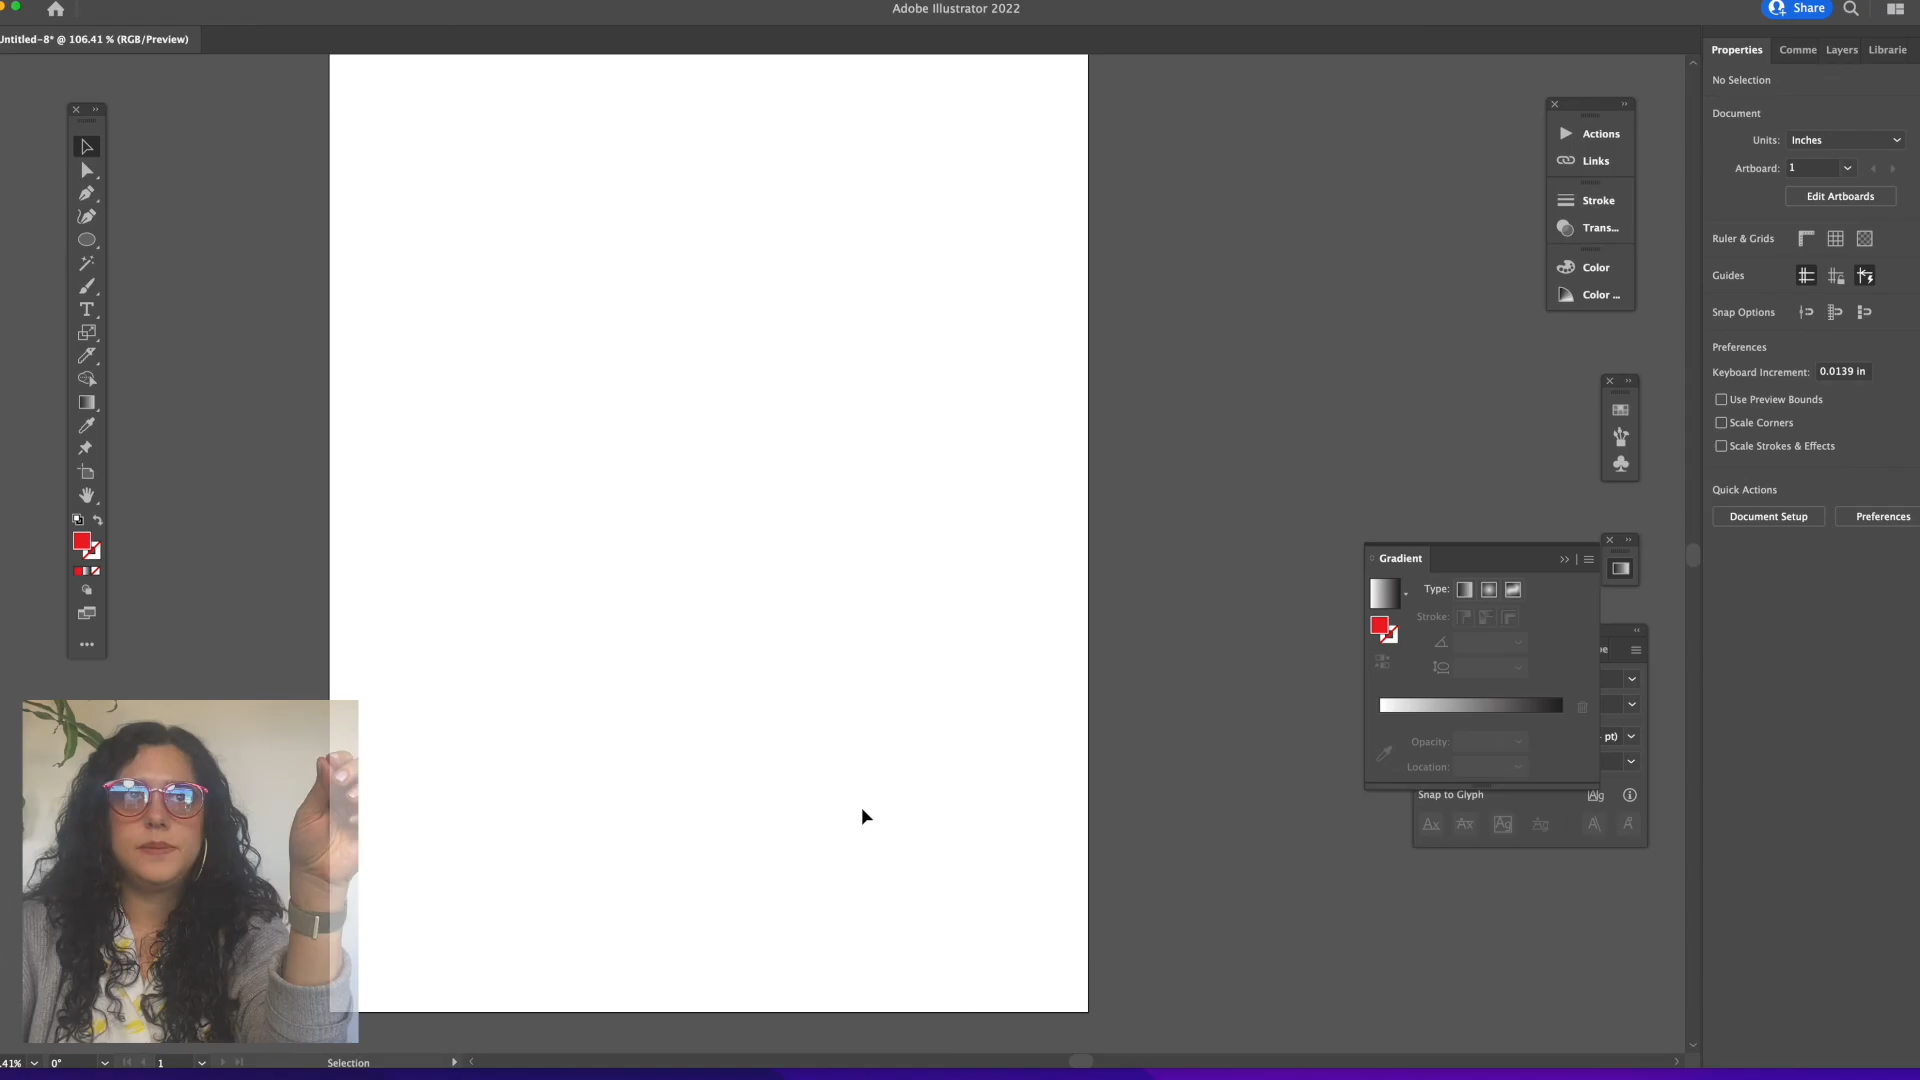 Adobe Illustrator 2022
Share
Untitled-8* @ 106.41 % (RGB/Preview)
Properties
Comme
Layers
Librarie
No Selection
Document
Units: Inches
Artboard: 1
Edit Artboards
Ruler & Grids
Guides
Snap Options
Preferences
Keyboard Increment: 0.0139 in
Use Preview Bounds
Scale Corners
Scale Strokes & Effects
Quick Actions
Document Setup
Preferences
Actions
Links
Stroke
Trans...
Color
Color ...
Gradient
Type:
Stroke:
Opacity:
Location:
pe
pt)
Snap to Glyph
.41%
0°
1
Selection